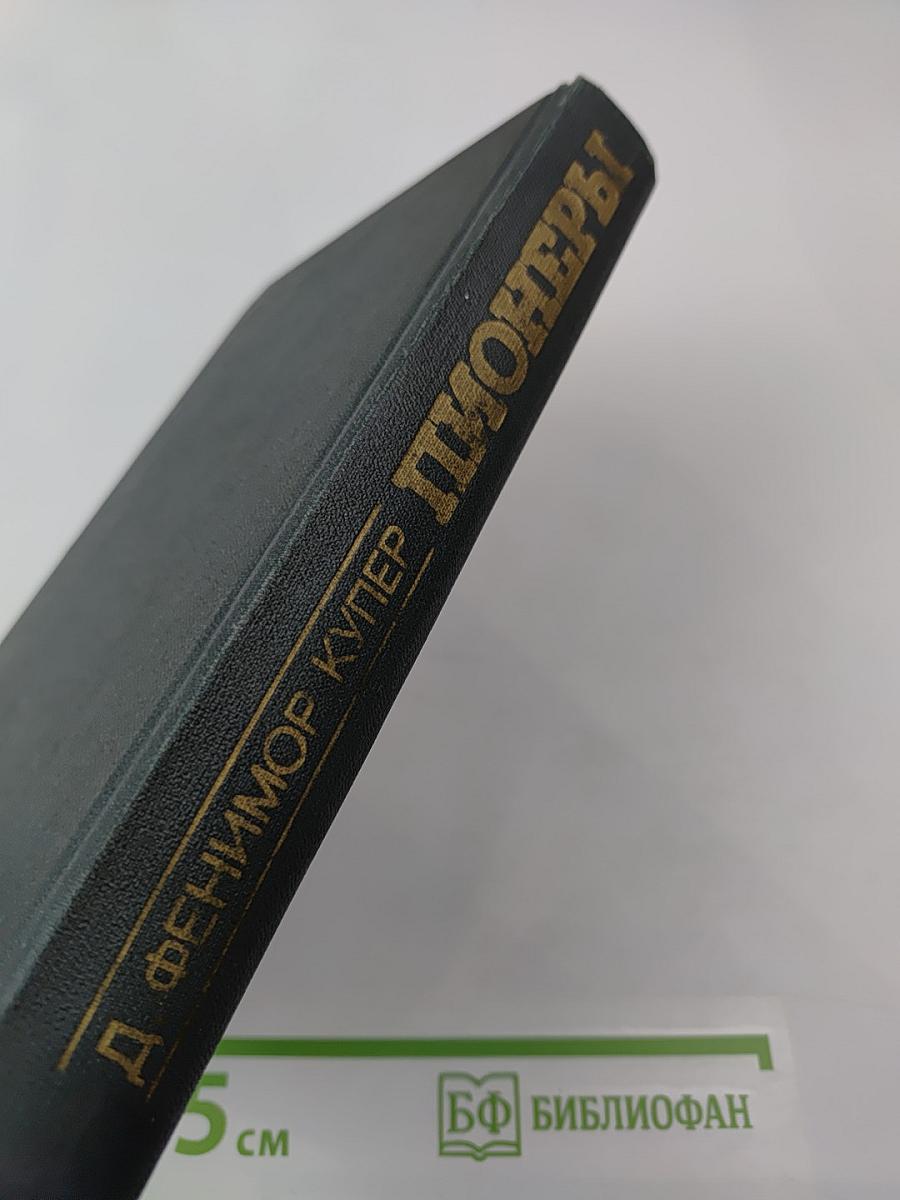 Д. ФЕНИМОР КУПЕР
ПИОНЕРЫ
5 см
БФ БИБЛИОФАН